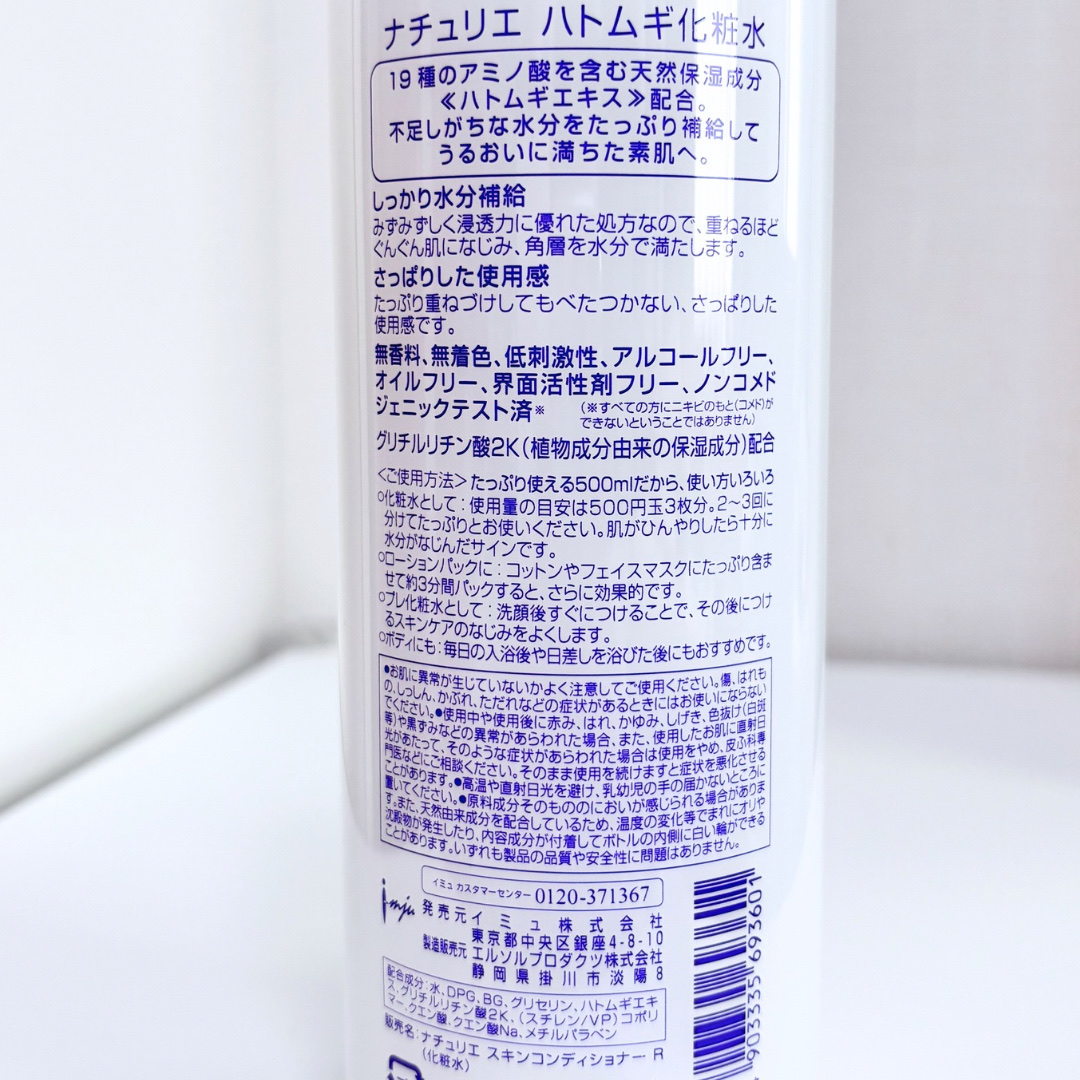 ナチュリエ ハトムギ化粧水
19種のアミノ酸を含む天然保湿成分
≪ハトムギエキス≫配合。
不足しがちな水分をたっぷり補給して
うるおいに満ちた素肌へ。
しっかり水分補給
みずみずしく浸透力に優れた処方なので、重ねるほど
ぐんぐん肌になじみ、角層を水分で満たします。
さっぱりした使用感
たっぷり重ねづけしてもべたつかない、さっぱりした
使用感です。
無香料、無着色、低刺激性、アルコールフリー、
オイルフリー、界面活性剤フリー、ノンコメド
ジェニックテスト済※ (※すべての方にニキビのもと(コメド)が
できないということではありません)
グリチルリチン酸2K(植物成分由来の保湿成分)配合
<ご使用方法>たっぷり使える500mlだから、使い方いろいろ
○化粧水として:使用量の目安は500円玉3枚分。2〜3回に
分けてたっぷりとお使いください。肌がひんやりしたら十分に
水分がなじんだサインです。
○ローションパックに:コットンやフェイスマスクにたっぷり含ま
せて約3分間パックすると、さらに効果的です。
○プレ化粧水として:洗顔後すぐにつけることで、その後につけ
るスキンケアのなじみをよくします。
○ボディにも:毎日の入浴後や日差しを浴びた後にもおすすめです。
●お肌に異常が生じていないかよく注意してご使用ください。傷、はれも
の、しっしん、かぶれ、ただれなどの症状があるときにはお使いにならない
でください。●使用中や使用後に赤み、はれ、かゆみ、しげき、色抜け(白斑
等)や黒ずみなどの異常があらわれた場合、また、使用したお肌に直射日
光があたって、そのような症状があらわれた場合は使用をやめ、皮ふ科専
門医などにご相談ください。そのまま使用を続けますと症状を悪化させる
ことがあります。●高温や直射日光を避け、乳幼児の手の届かないところに
置いてください。●原料成分そのもののにおいが感じられる場合がありま
す。また、天然由来成分を配合しているため、温度の変化等でまれにオリや
沈殿物が発生したり、内容成分が付着してボトルの内側に白い輪ができる
ことがあります。いずれも製品の品質や安全性に問題はありません。
イミュ カスタマーセンター 0120-371367
imju 発売元 イミュ株式会社
東京都中央区銀座4-8-10
製造販売元 エルソルプロダクツ株式会社
静岡県掛川市淡陽8
配合成分:水、DPG、BG、グリセリン、ハトムギエキ
ス、グリチルリチン酸2K、(スチレン/VP)コポリ
マー、クエン酸、クエン酸Na、メチルパラベン
販売名:ナチュリエ スキンコンディショナー R
(化粧水)
903335 693601